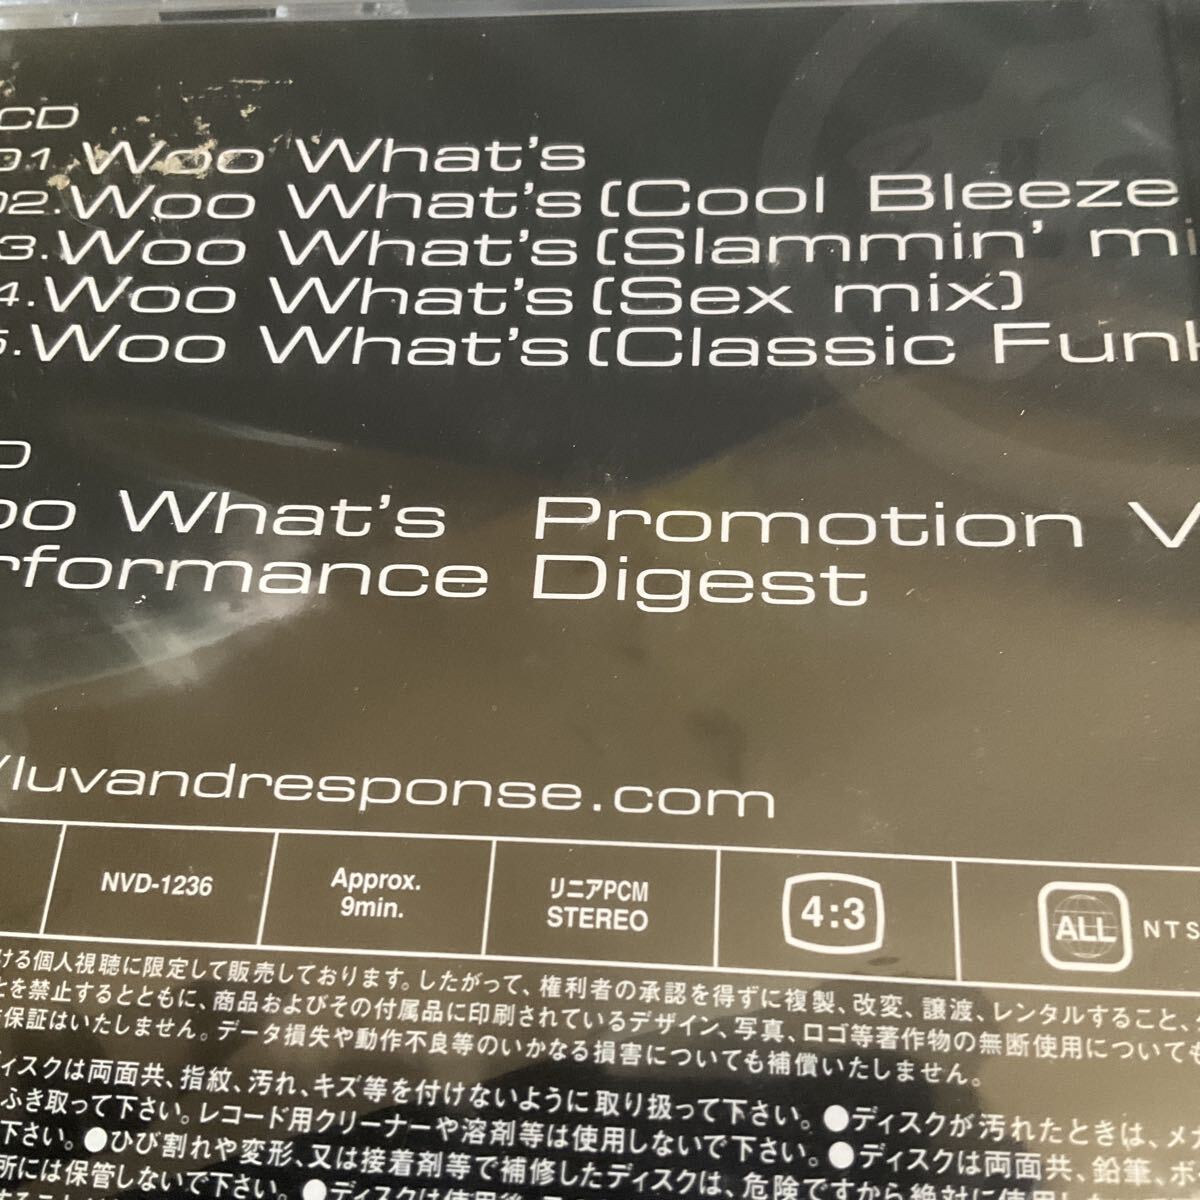 CD
01.Woo What's
02.Woo What's(Cool Bleeze
3.Woo What's(Slammin' mi
4.Woo What's(Sex mix)
5.Woo What's(Classic Funk
D
oo What's Promotion V
rformance Digest
/luvandresponse.com
NVD-1236
Approx.
9min.
リニアPCM
STEREO
4:3
ALL
NTS
ける個人視聴に限定して販売しております。したがって、権利者の承認を得ずに複製、改変、譲渡、レンタルすること、
とを禁止するとともに、商品およびその付属品に印刷されているデザイン、写真、ロゴ等著作物の無断使用についても
保証はいたしません。データ損失や動作不良等のいかなる損害についても補償いたしません。
ディスクは両面共、指紋、汚れ、キズ等を付けないように取り扱って下さい。●ディスクが汚れたときは、メ
ふき取って下さい。レコード用クリーナーや溶剤等は使用しないで下さい。●ディスクは両面共、鉛筆、ボ
下さい。●ひび割れや変形、又は接着剤等で補修したディスクは、危険ですから絶対に使
所には保管しないで下さい。●ディスクは使用後、